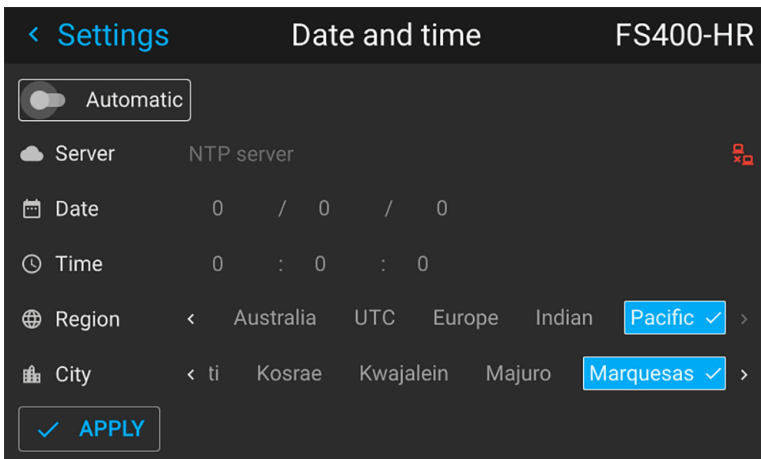 Settings Date and time FS400-HR
Automatic
Server NTP server
Date 0 / 0 / 0
Time 0 : 0 : 0
Region Australia UTC Europe Indian Pacific
City ti Kosrae Kwajalein Majuro Marquesas
APPLY